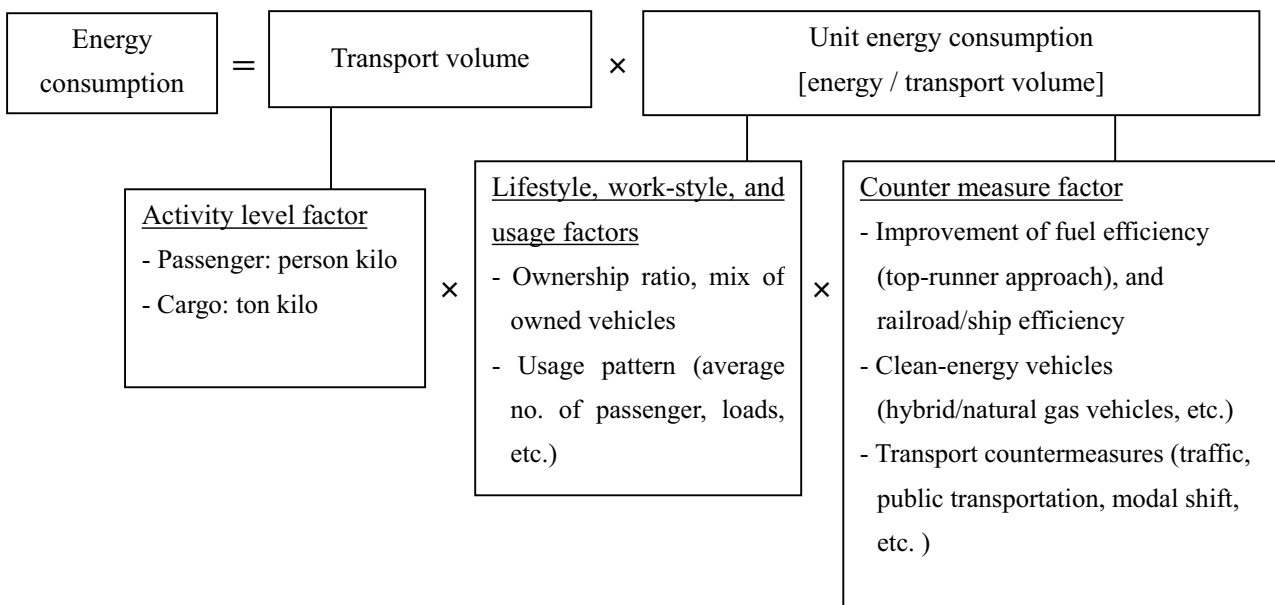 Energy
consumption
=
Transport volume
×
Unit energy consumption
[energy / transport volume]
Activity level factor
- Passenger: person kilo
- Cargo: ton kilo
×
Lifestyle, work-style, and
usage factors
- Ownership ratio, mix of
owned vehicles
- Usage pattern (average
no. of passenger, loads,
etc.)
×
Counter measure factor
- Improvement of fuel efficiency
(top-runner approach), and
railroad/ship efficiency
- Clean-energy vehicles
(hybrid/natural gas vehicles, etc.)
- Transport countermeasures (traffic,
public transportation, modal shift,
etc. )